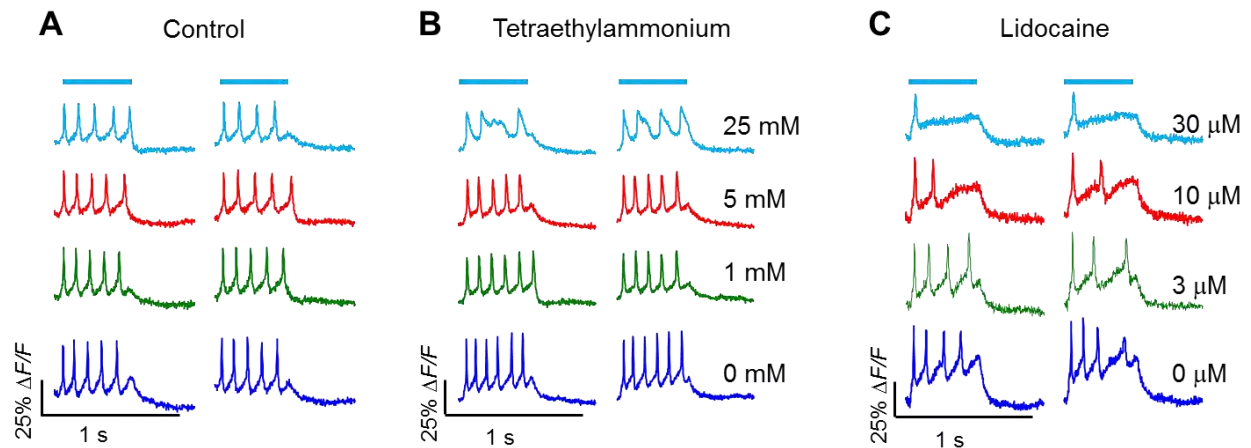 A Control
B Tetraethylammonium
C Lidocaine
25 mM
5 mM
1 mM
0 mM
30 μM
10 μM
3 μM
0 μM
25% ΔF/F
1 s
25% ΔF/F
1 s
25% ΔF/F
1 s